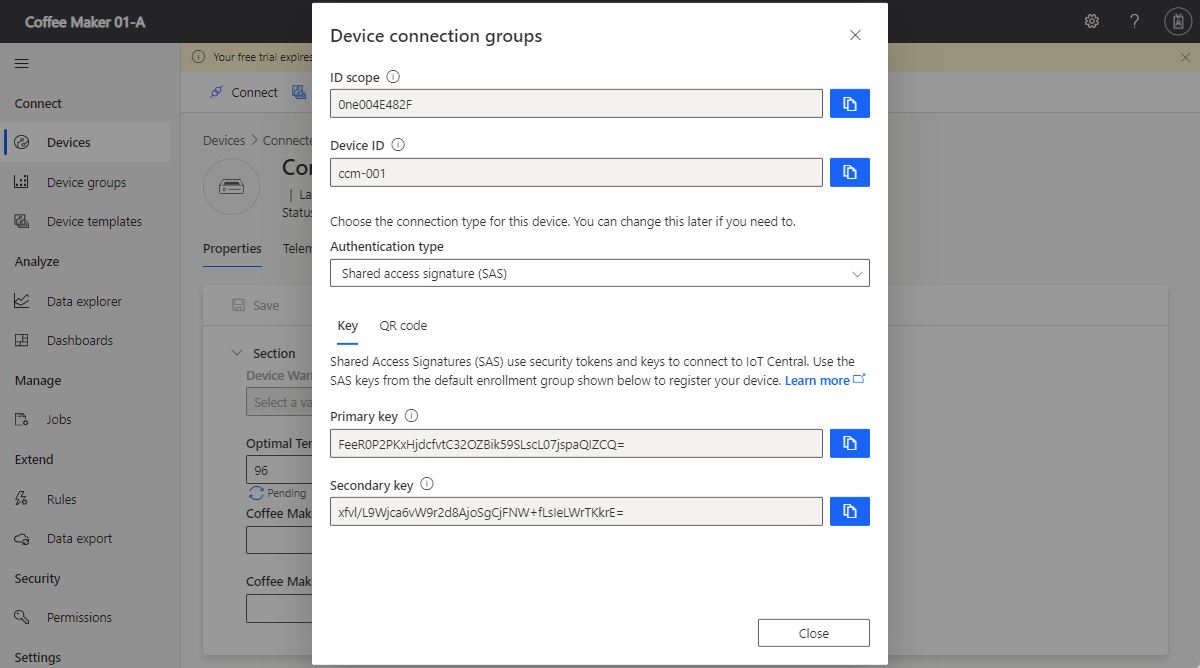 Coffee Maker 01-A
?
Your free trial expires
Connect
Devices
Device groups
Device templates
Analyze
Data explorer
Dashboards
Manage
Jobs
Extend
Rules
Data export
Security
Permissions
Settings
Connect
Devices > Connecte
Con
| La
Status
Properties Telem
Save
Section
Device War
Select a va
Optimal Ter
96
Pending
Coffee Mak
Coffee Mak
Device connection groups
ID scope
0ne004E482F
Device ID
ccm-001
Choose the connection type for this device. You can change this later if you need to.
Authentication type
Shared access signature (SAS)
Key QR code
Shared Access Signatures (SAS) use security tokens and keys to connect to IoT Central. Use the
SAS keys from the default enrollment group shown below to register your device. Learn more
Primary key
FeeR0P2PKxHjdcfvtC32OZBik59SLscL07jspaQIZCQ=
Secondary key
xfvl/L9Wjca6vW9r2d8AjoSgCjFNW+fLsIeLWrTKkrE=
Close